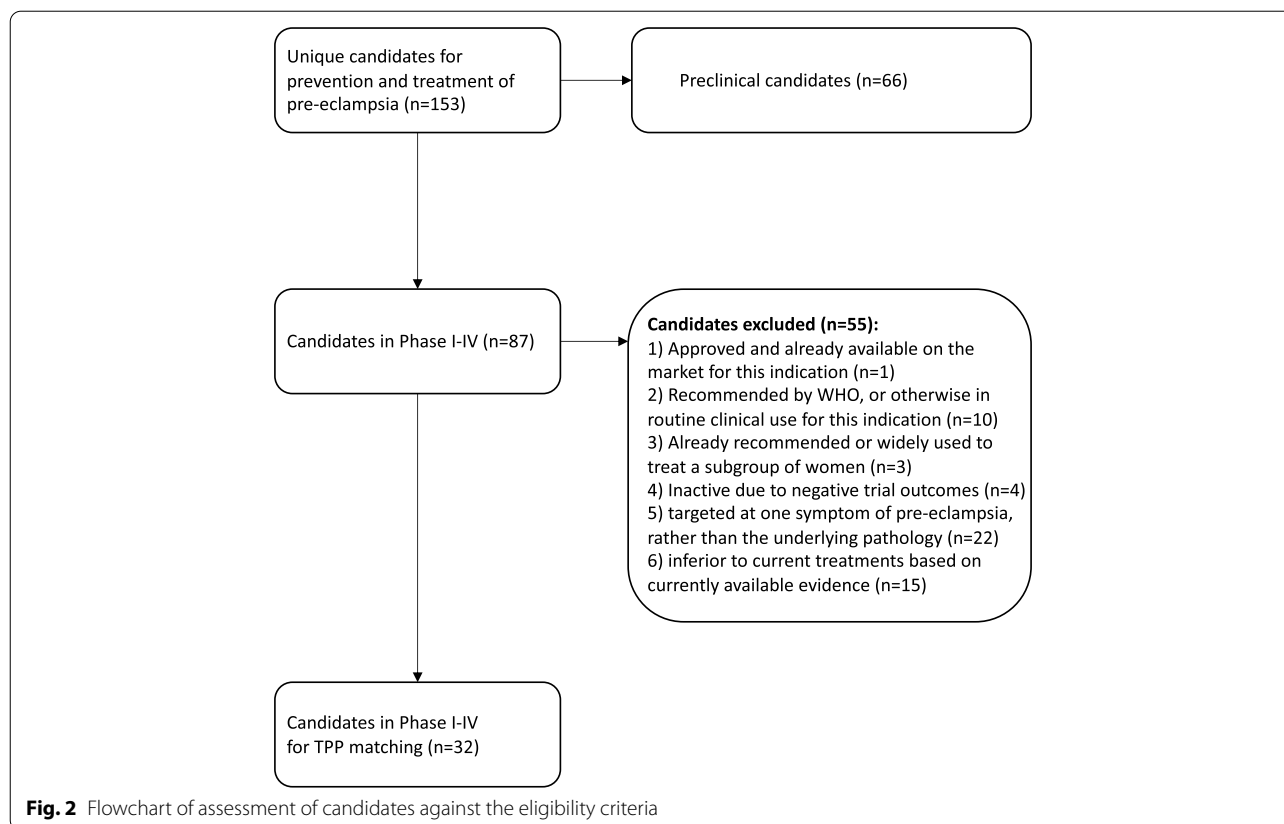 Unique candidates for
prevention and treatment of
pre-eclampsia (n=153)
Preclinical candidates (n=66)
Candidates in Phase I-IV (n=87)
Candidates excluded (n=55):
1) Approved and already available on the
market for this indication (n=1)
2) Recommended by WHO, or otherwise in
routine clinical use for this indication (n=10)
3) Already recommended or widely used to
treat a subgroup of women (n=3)
4) Inactive due to negative trial outcomes (n=4)
5) targeted at one symptom of pre-eclampsia,
rather than the underlying pathology (n=22)
6) inferior to current treatments based on
currently available evidence (n=15)
Candidates in Phase I-IV
for TPP matching (n=32)
Fig. 2 Flowchart of assessment of candidates against the eligibility criteria